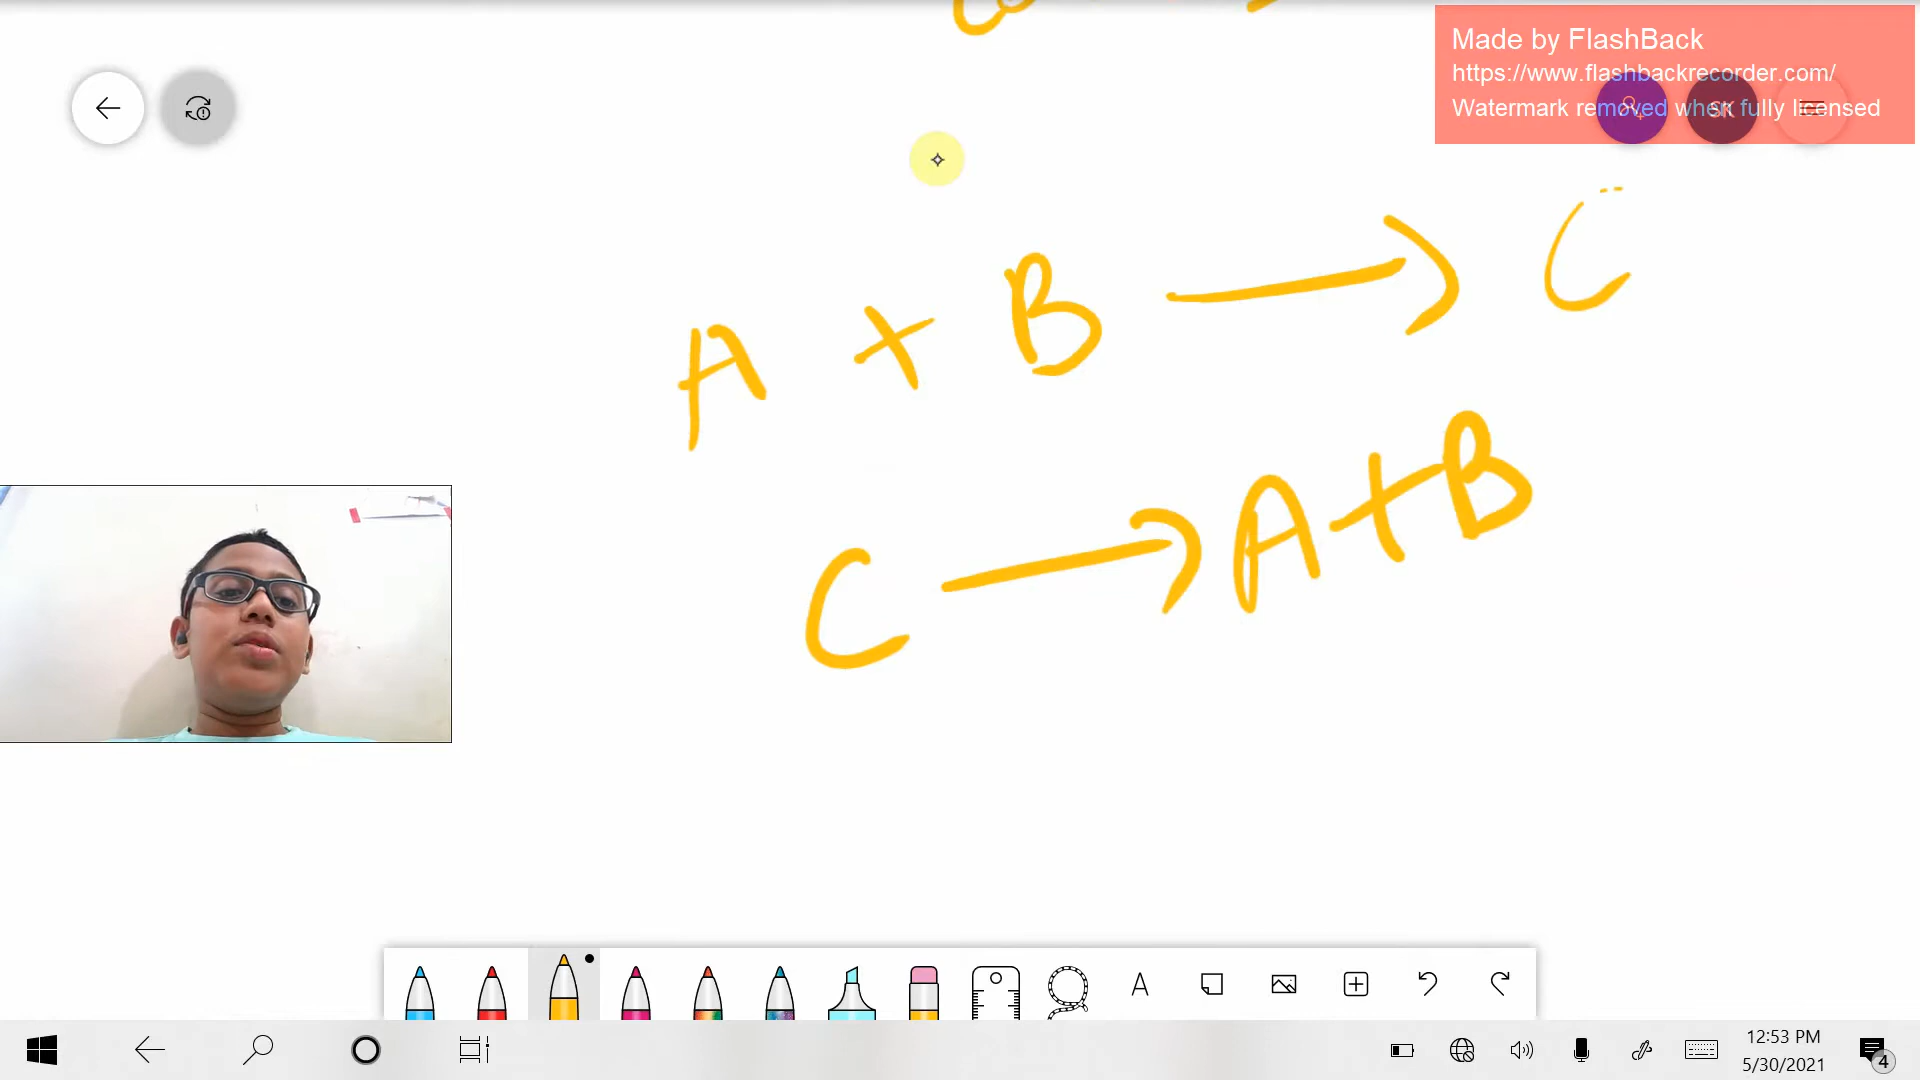 Made by FlashBack
https://www.flashbackrecorder.com/
Watermark removed when fully licensed
SK
A + B → C
C → A+B
A
12:53 PM
5/30/2021
4